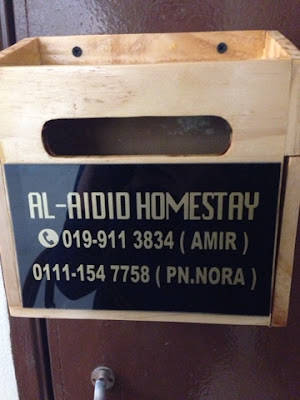 AL-AIDID HOMESTAY
019-911 3834 ( AMIR )
0111-154 7758 ( PN.NORA )